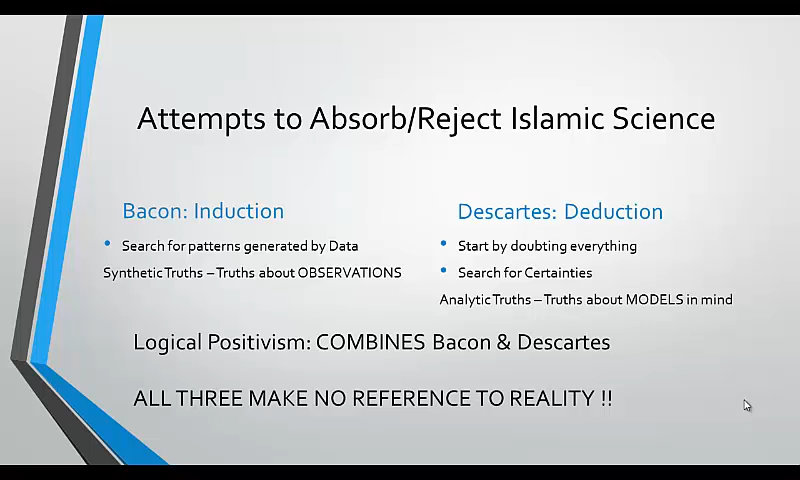 Attempts to Absorb/Reject Islamic Science
Bacon: Induction
• Search for patterns generated by Data
Synthetic Truths – Truths about OBSERVATIONS
Descartes: Deduction
• Start by doubting everything
• Search for Certainties
Analytic Truths – Truths about MODELS in mind
Logical Positivism: COMBINES Bacon & Descartes
ALL THREE MAKE NO REFERENCE TO REALITY !!